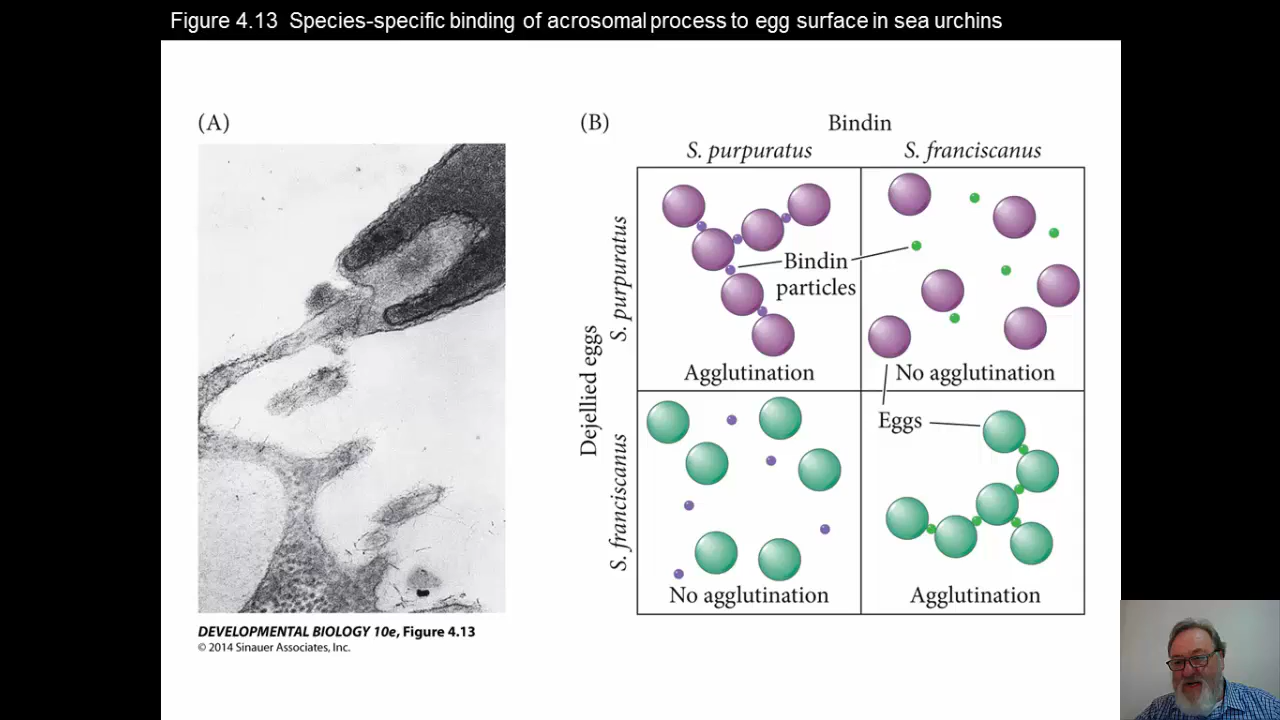 Figure 4.13 Species-specific binding of acrosomal process to egg surface in sea urchins
(A)
DEVELOPMENTAL BIOLOGY 10e, Figure 4.13
© 2014 Sinauer Associates, Inc.
(B)
Bindin
S. purpuratus
S. franciscanus
Dejellied eggs
S. purpuratus
S. franciscanus
Bindin
particles
Agglutination
No agglutination
Eggs
No agglutination
Agglutination